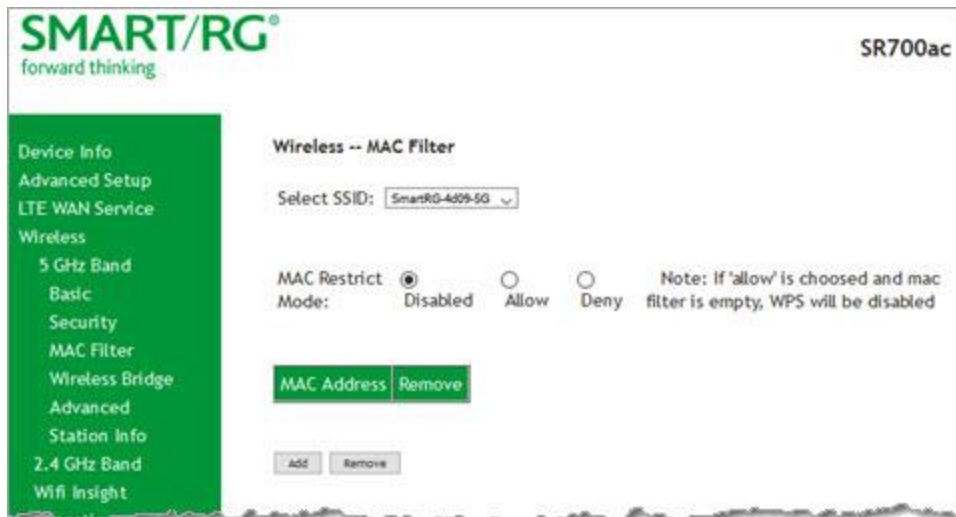 SMART/RG®
forward thinking
SR700ac
Device Info
Advanced Setup
LTE WAN Service
Wireless
5 GHz Band
Basic
Security
MAC Filter
Wireless Bridge
Advanced
Station Info
2.4 GHz Band
Wifi Insight
Wireless -- MAC Filter
Select SSID: SmartRG-4d09-5G
MAC Restrict Mode: Disabled Allow Deny
Note: If 'allow' is choosed and mac
filter is empty, WPS will be disabled
MAC Address Remove
Add Remove